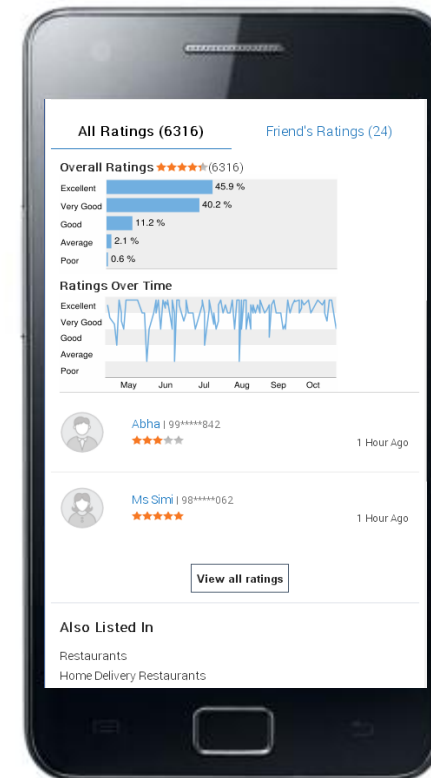 All Ratings (6316) Friend's Ratings (24)
Overall Ratings (6316)
Excellent 45.9 %
Very Good 40.2 %
Good 11.2 %
Average 2.1 %
Poor 0.6 %
Ratings Over Time
Excellent
Very Good
Good
Average
Poor
May Jun Jul Aug Sep Oct
Abha | 99*****842
1 Hour Ago
Ms Simi | 98*****062
1 Hour Ago
View all ratings
Also Listed In
Restaurants
Home Delivery Restaurants